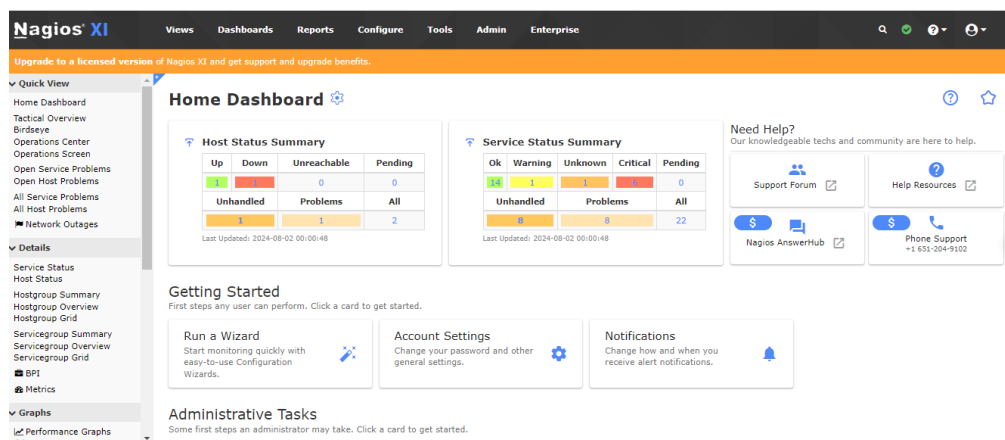 Nagios® XI
Views Dashboards Reports Configure Tools Admin Enterprise
Upgrade to a licensed version of Nagios XI and get support and upgrade benefits.
Quick View
Home Dashboard
Tactical Overview
Birdseye
Operations Center
Operations Screen
Open Service Problems
Open Host Problems
All Service Problems
All Host Problems
Network Outages
Details
Service Status
Host Status
Hostgroup Summary
Hostgroup Overview
Hostgroup Grid
Servicegroup Summary
Servicegroup Overview
Servicegroup Grid
BPI
Metrics
Graphs
Performance Graphs
Home Dashboard
Host Status Summary
Up Down Unreachable Pending
1 1 0 0
Unhandled Problems All
1 1 2
Last Updated: 2024-08-02 00:00:48
Service Status Summary
Ok Warning Unknown Critical Pending
14 1 1 6 0
Unhandled Problems All
8 8 22
Last Updated: 2024-08-02 00:00:48
Need Help?
Our knowledgeable techs and community are here to help.
Support Forum
Help Resources
$
Nagios AnswerHub
$
Phone Support
+1 651-204-9102
Getting Started
First steps any user can perform. Click a card to get started.
Run a Wizard
Start monitoring quickly with
easy-to-use Configuration
Wizards.
Account Settings
Change your password and other
general settings.
Notifications
Change how and when you
receive alert notifications.
Administrative Tasks
Some first steps an administrator may take. Click a card to get started.